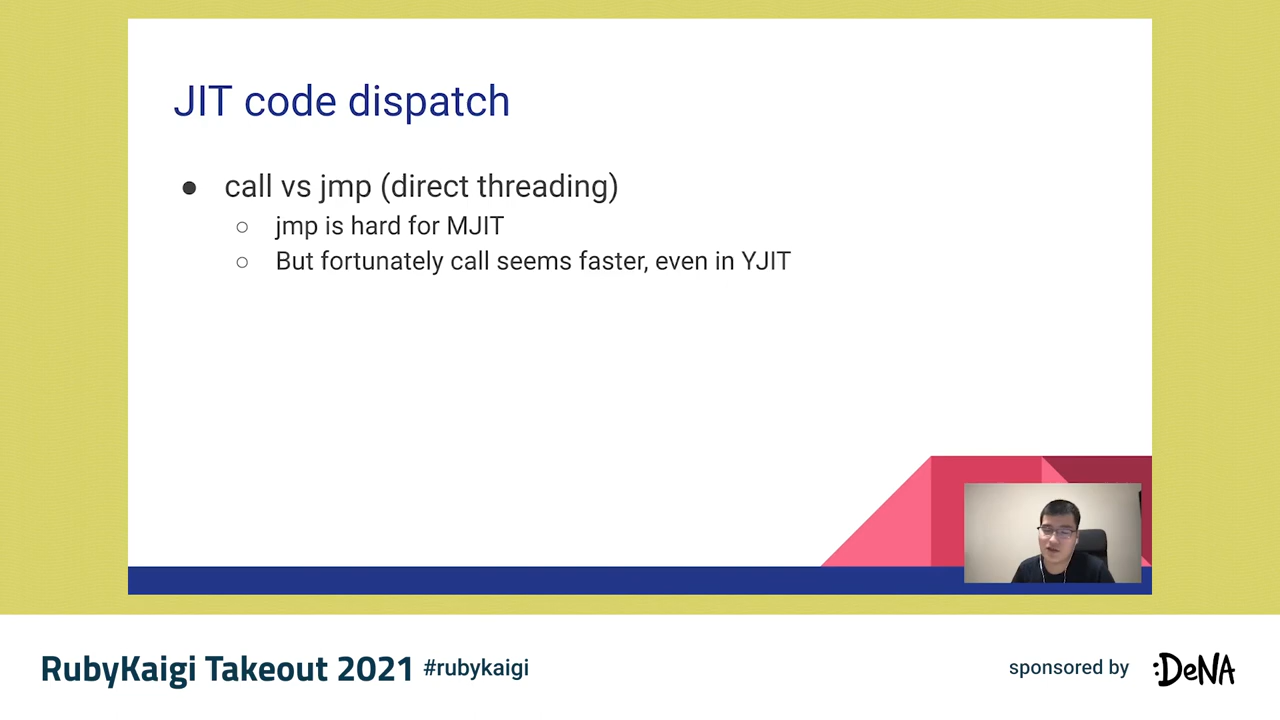 JIT code dispatch
● call vs jmp (direct threading)
○ jmp is hard for MJIT
○ But fortunately call seems faster, even in YJIT
RubyKaigi Takeout 2021 #rubykaigi
sponsored by :DeNA